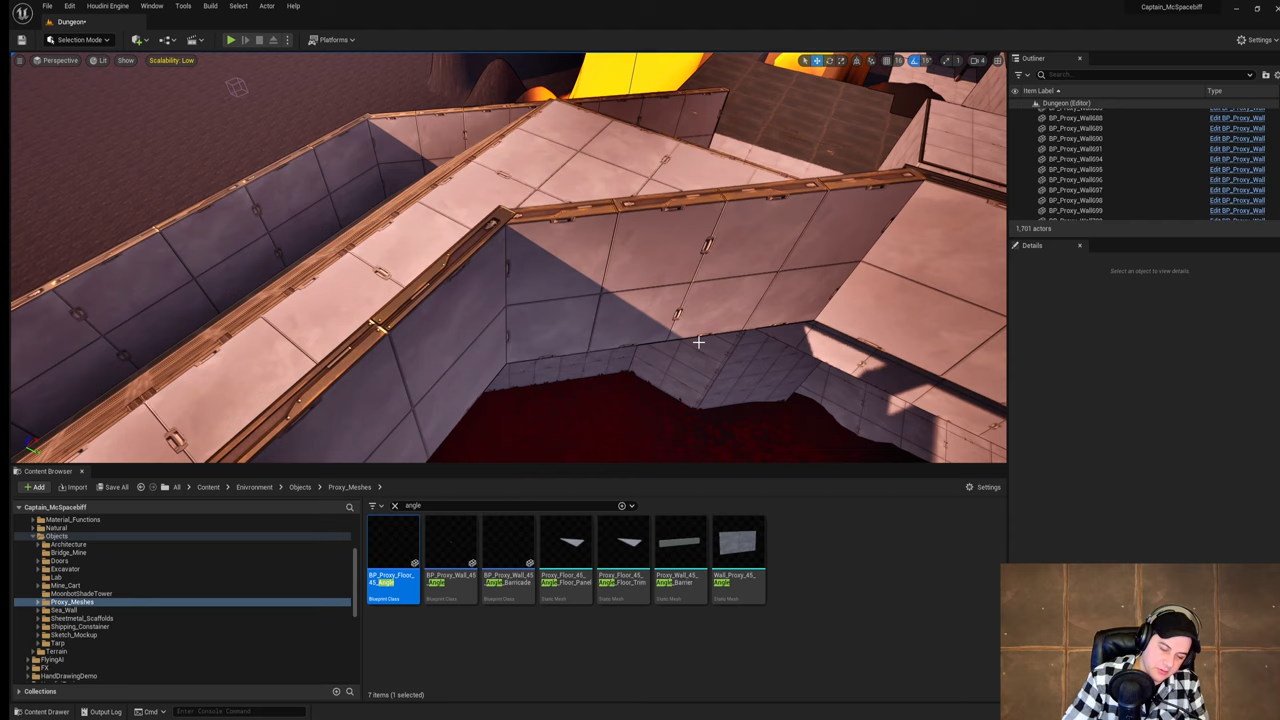 File Houdini Engine Edit Window Tools Build Select Actor Help
Captain_McSpacebiff
Dungeon•
Selection Mode
Platforms
Settings
Perspective Lit Show Scalability: Low
Outliner
Search...
Item Label Type
Dungeon (Editor)
BP_Proxy_Wall688 Edit BP_Proxy_Wall
BP_Proxy_Wall689 Edit BP_Proxy_Wall
BP_Proxy_Wall690 Edit BP_Proxy_Wall
BP_Proxy_Wall691 Edit BP_Proxy_Wall
BP_Proxy_Wall694 Edit BP_Proxy_Wall
BP_Proxy_Wall695 Edit BP_Proxy_Wall
BP_Proxy_Wall696 Edit BP_Proxy_Wall
BP_Proxy_Wall697 Edit BP_Proxy_Wall
BP_Proxy_Wall698 Edit BP_Proxy_Wall
BP_Proxy_Wall699 Edit BP_Proxy_Wall
1,701 actors
Details
Select an object to view details.
Content Browser
Add Import Save All All Content Environment Objects Proxy_Meshes Settings
Captain_McSpacebiff
angle
Material_Functions
Natural
Objects
Architecture
Bridge_Mine
Doors
Excavator
Lab
Mine_Cart
MoonbotShadeTower
Proxy_Meshes
Sea_Wall
Sheetmetal_Scaffolds
Shipping_Container
Sketch_Mockup
Tarp
Terrain
FlyingAI
FX
HandDrawingDemo
BP_Proxy_Floor_45_Angle
Blueprint Class
BP_Proxy_Wall_45_Angle
Blueprint Class
BP_Proxy_Wall_45_Angle_Barricade
Blueprint Class
Proxy_Floor_45_Angle_Floor_Panel
Static Mesh
Proxy_Floor_45_Angle_Floor_Trim
Static Mesh
Proxy_Wall_45_Angle_Barrier
Static Mesh
Wall_Proxy_45_Angle
Static Mesh
Collections
7 items (1 selected)
Content Drawer Output Log Cmd Enter Console Command